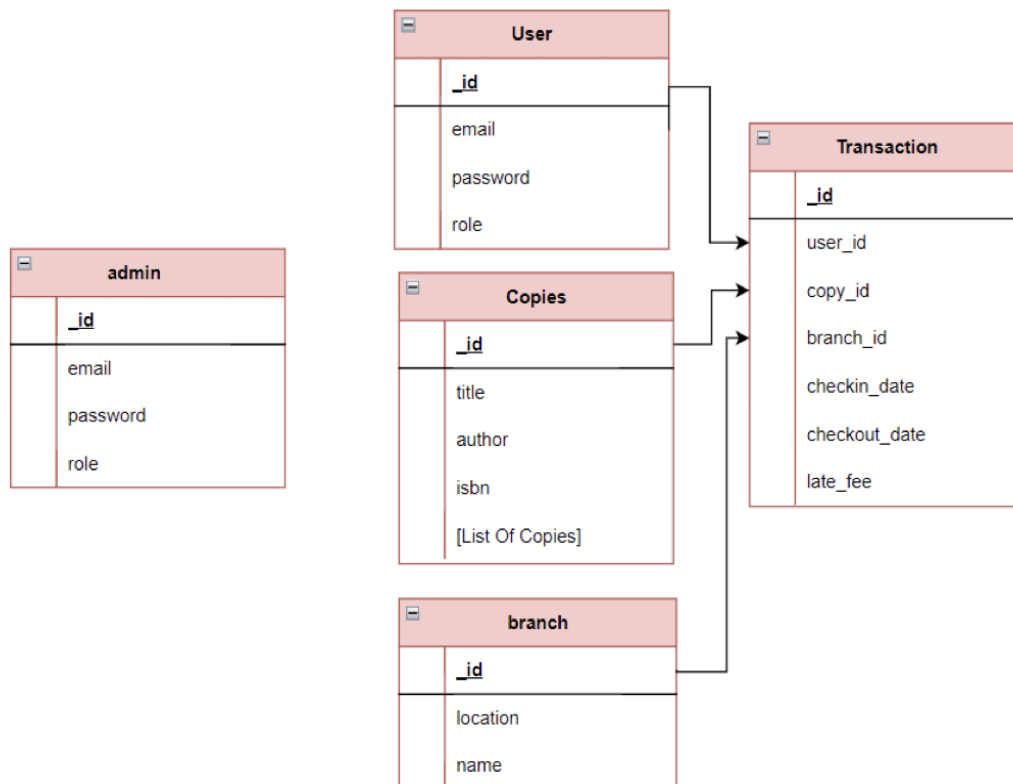 User
_id
email
password
role
Transaction
_id
user_id
copy_id
branch_id
checkin_date
checkout_date
late_fee
admin
_id
email
password
role
Copies
_id
title
author
isbn
[List Of Copies]
branch
_id
location
name